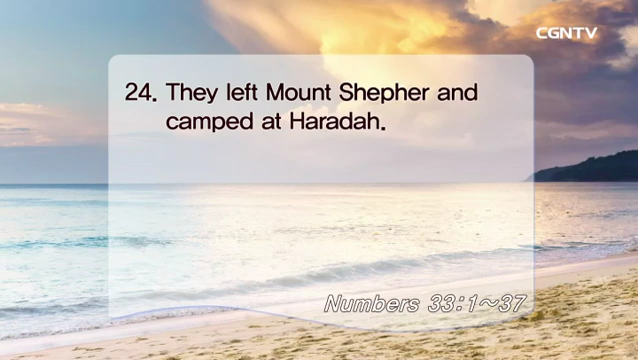 CGNTV
24. They left Mount Shepher and
camped at Haradah.
Numbers 33:1~37